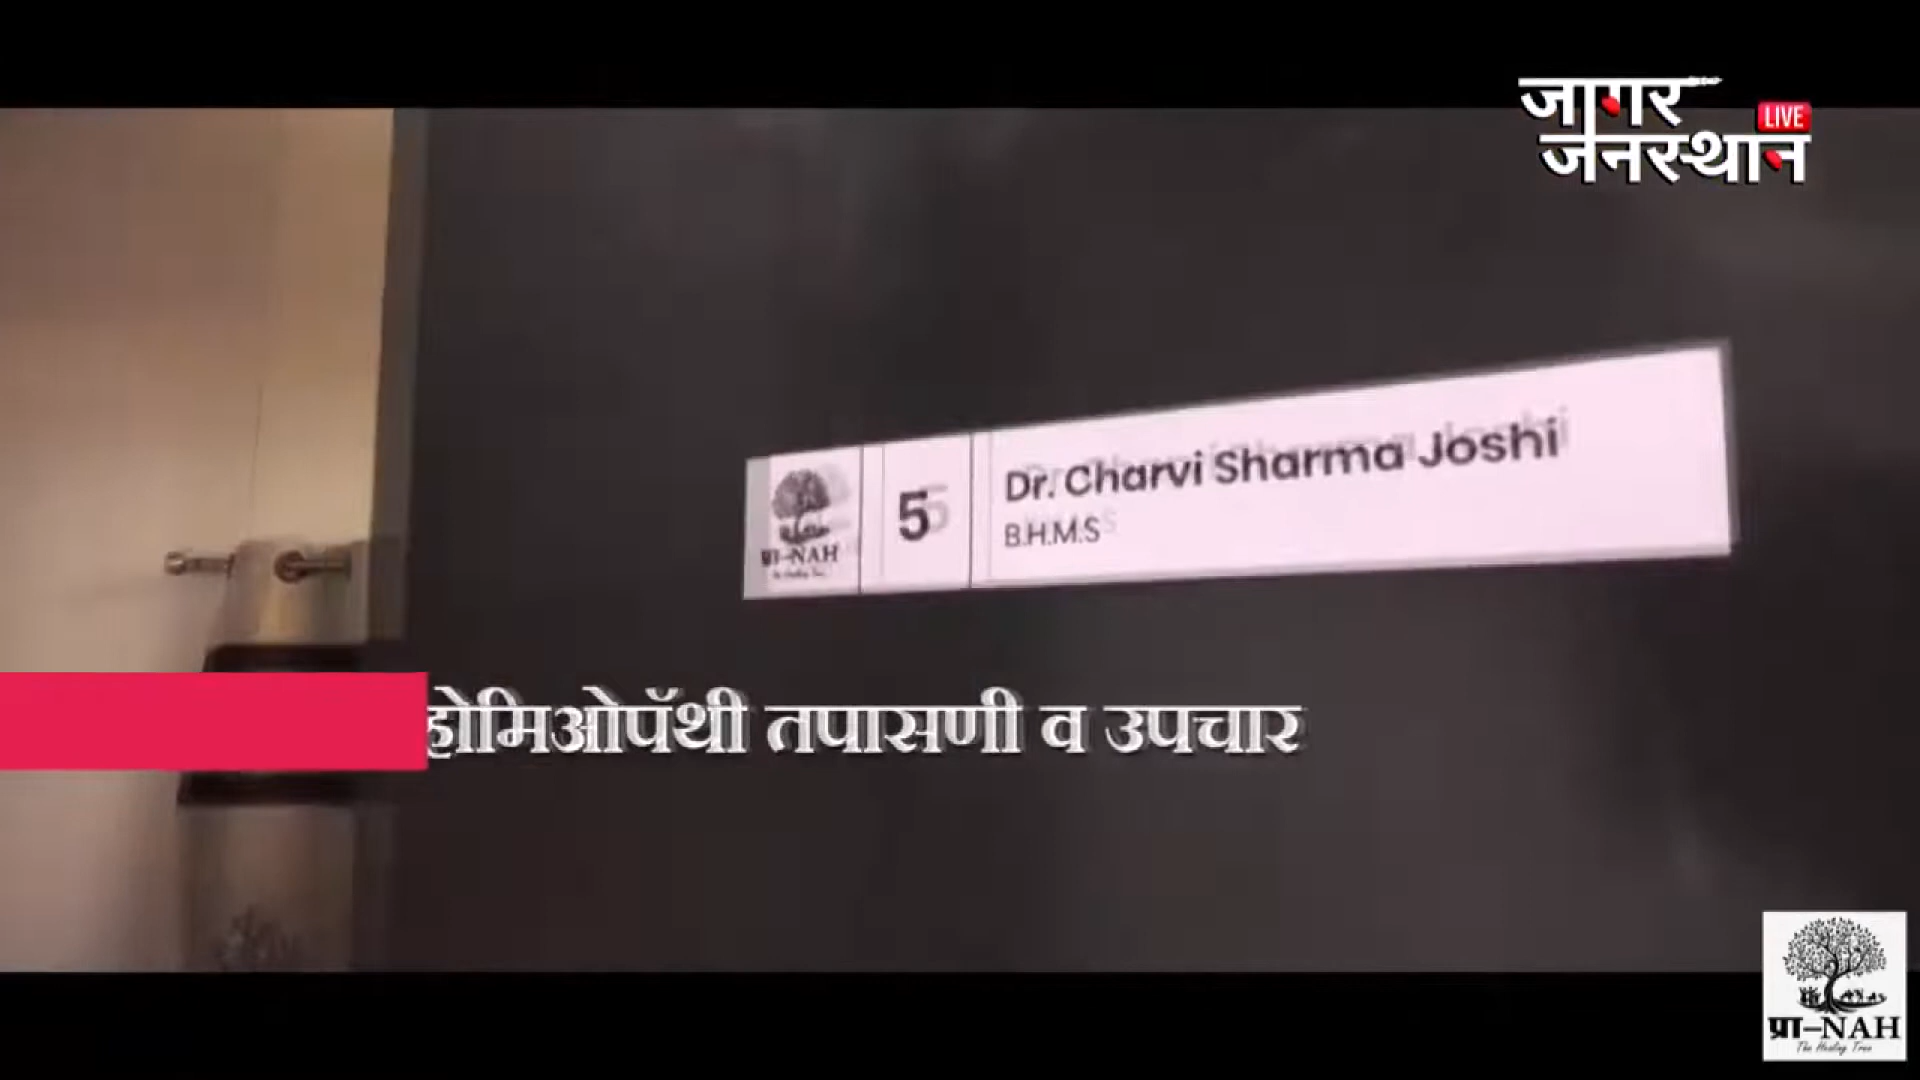 जागर
LIVE
जनस्थान
5
Dr. Charvi Sharma Joshi
B.H.M.S
प्रा-NAH
होमिओपॅथी तपासणी व उपचार
प्रा-NAH
The Healing Tree